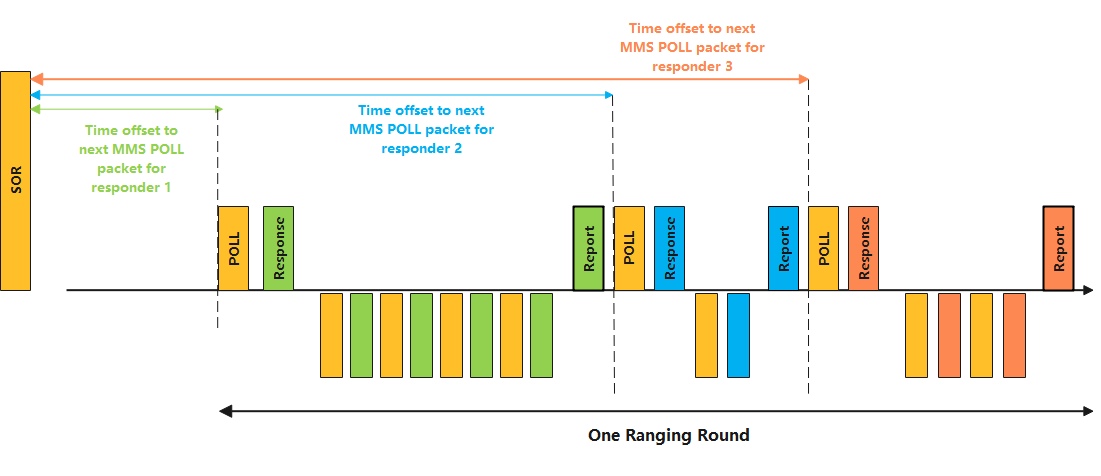 Time offset to next
MMS POLL packet for
responder 3
Time offset to next
MMS POLL packet for
responder 2
Time offset to
next MMS POLL
packet for
responder 1
SOR
POLL
Response
Report
POLL
Response
Report
POLL
Response
Report
One Ranging Round